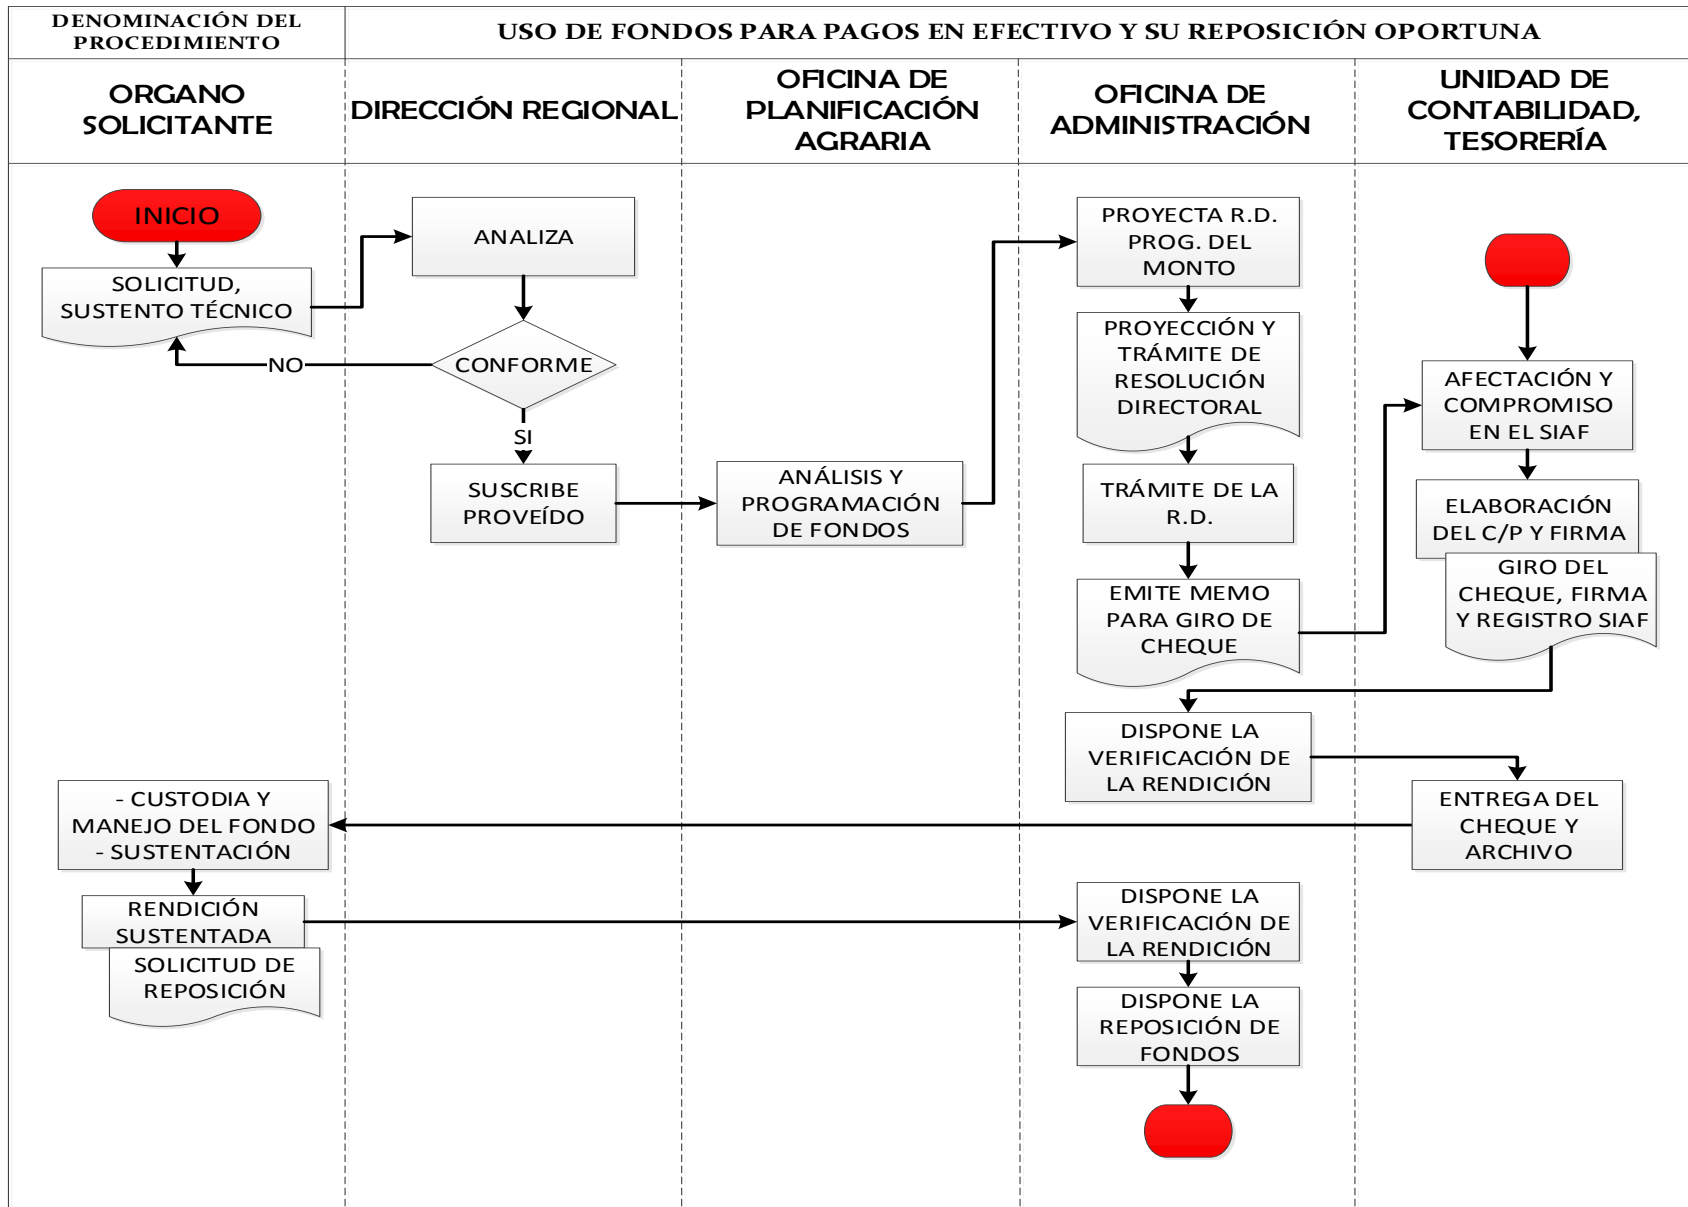 DENOMINACIÓN DEL
PROCEDIMIENTO
USO DE FONDOS PARA PAGOS EN EFECTIVO Y SU REPOSICIÓN OPORTUNA
ORGANO
SOLICITANTE
DIRECCIÓN REGIONAL
OFICINA DE
PLANIFICACIÓN
AGRARIA
OFICINA DE
ADMINISTRACIÓN
UNIDAD DE
CONTABILIDAD,
TESORERÍA
INICIO
SOLICITUD,
SUSTENTO TÉCNICO
ANALIZA
CONFORME
NO
SI
SUSCRIBE
PROVEÍDO
ANÁLISIS Y
PROGRAMACIÓN
DE FONDOS
PROYECTA R.D.
PROG. DEL
MONTO
PROYECCIÓN Y
TRÁMITE DE
RESOLUCIÓN
DIRECTORAL
TRÁMITE DE LA
R.D.
EMITE MEMO
PARA GIRO DE
CHEQUE
AFECTACIÓN Y
COMPROMISO
EN EL SIAF
ELABORACIÓN
DEL C/P Y FIRMA
GIRO DEL
CHEQUE, FIRMA
Y REGISTRO SIAF
DISPONE LA
VERIFICACIÓN DE
LA RENDICIÓN
ENTREGA DEL
CHEQUE Y
ARCHIVO
- CUSTODIA Y
MANEJO DEL FONDO
- SUSTENTACIÓN
RENDICIÓN
SUSTENTADA
SOLICITUD DE
REPOSICIÓN
DISPONE LA
VERIFICACIÓN DE
LA RENDICIÓN
DISPONE LA
REPOSICIÓN DE
FONDOS